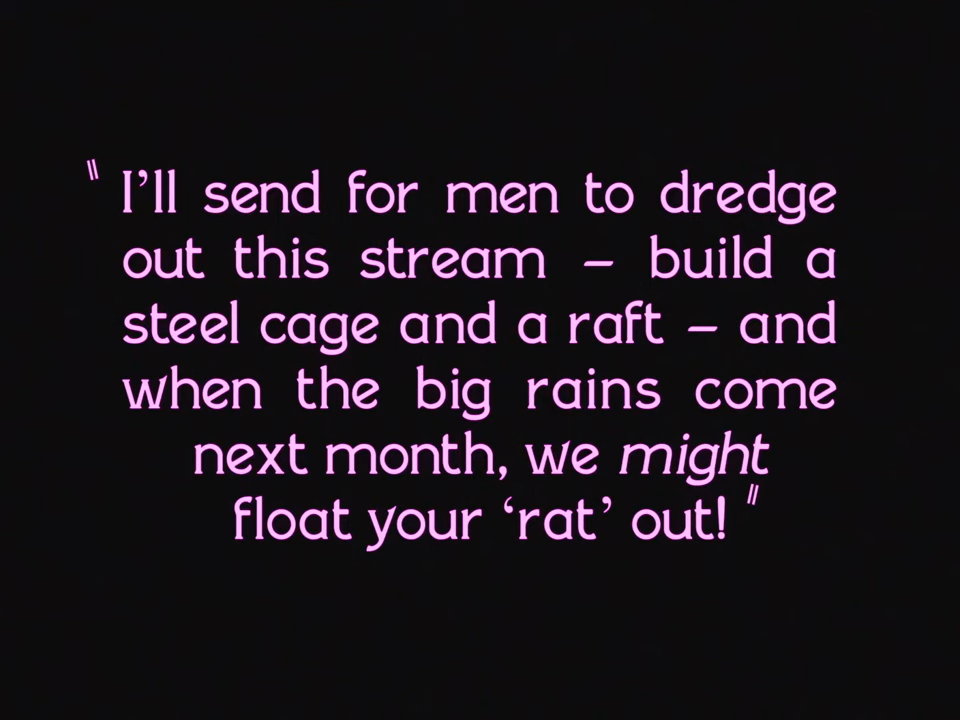 "I'll send for men to dredge
out this stream – build a
steel cage and a raft – and
when the big rains come
next month, we might
float your 'rat' out!"